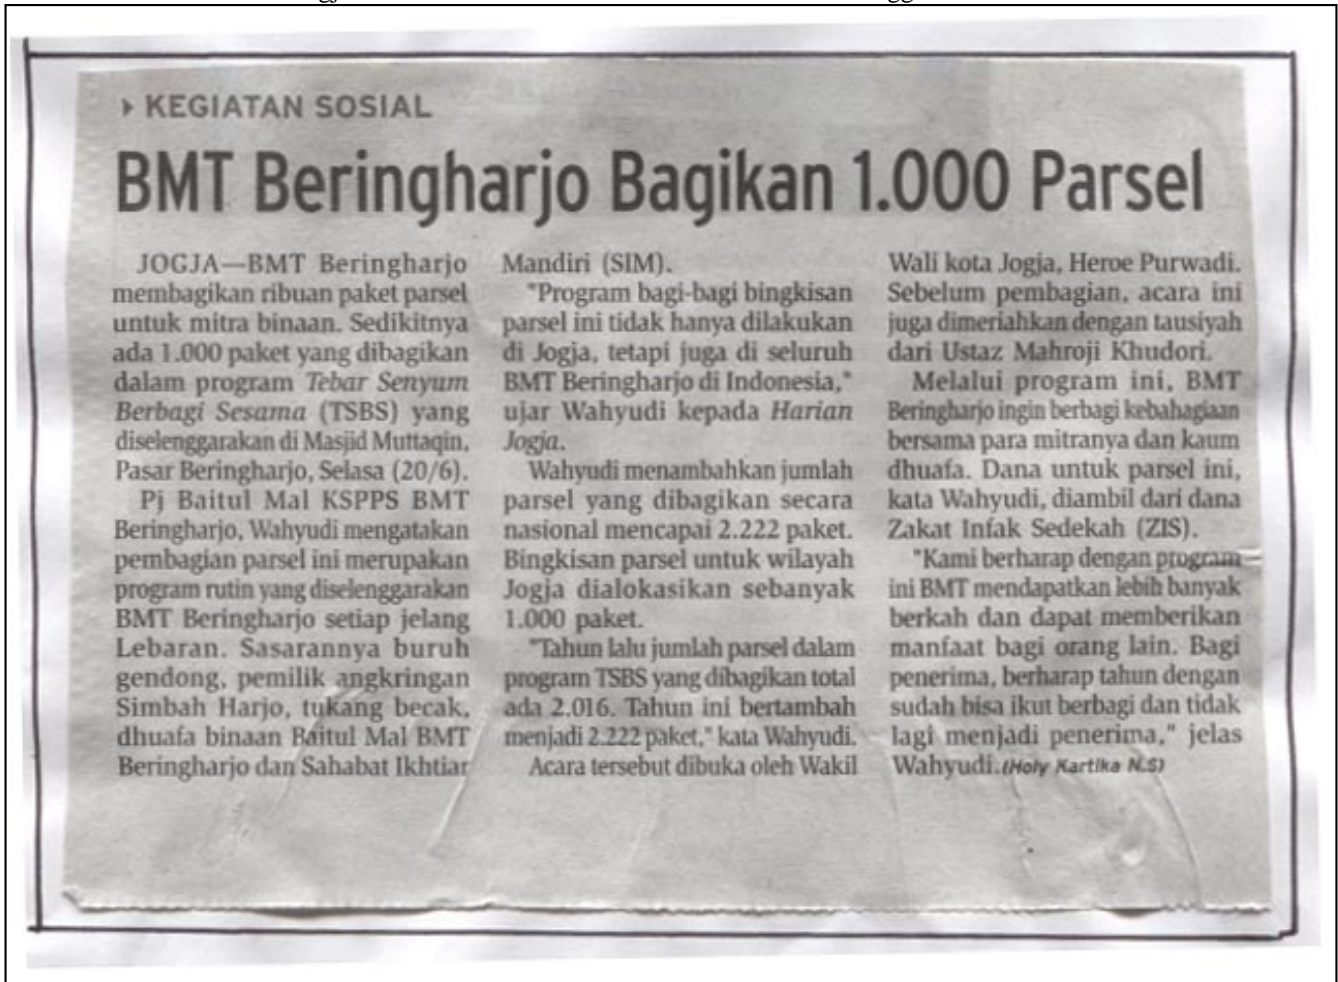 KEGIATAN SOSIAL
BMT Beringharjo Bagikan 1.000 Parsel
JOGJA—BMT Beringharjo
membagikan ribuan paket parsel
untuk mitra binaan. Sedikitnya
ada 1.000 paket yang dibagikan
dalam program Tebar Senyum
Berbagi Sesama (TSBS) yang
diselenggarakan di Masjid Muttaqin,
Pasar Beringharjo, Selasa (20/6).
Pj Baitul Mal KSPPS BMT
Beringharjo, Wahyudi mengatakan
pembagian parsel ini merupakan
program rutin yang diselenggarakan
BMT Beringharjo setiap jelang
Lebaran. Sasarannya buruh
gendong, pemilik angkringan
Simbah Harjo, tukang becak,
dhuafa binaan Baitul Mal BMT
Beringharjo dan Sahabat Ikhtiar
Mandiri (SIM).
"Program bagi-bagi bingkisan
parsel ini tidak hanya dilakukan
di Jogja, tetapi juga di seluruh
BMT Beringharjo di Indonesia,"
ujar Wahyudi kepada Harian
Jogja.
Wahyudi menambahkan jumlah
parsel yang dibagikan secara
nasional mencapai 2.222 paket.
Bingkisan parsel untuk wilayah
Jogja dialokasikan sebanyak
1.000 paket.
"Tahun lalu jumlah parsel dalam
program TSBS yang dibagikan total
ada 2.016. Tahun ini bertambah
menjadi 2.222 paket," kata Wahyudi.
Acara tersebut dibuka oleh Wakil
Wali kota Jogja, Heroe Purwadi.
Sebelum pembagian, acara ini
juga dimeriahkan dengan tausiyah
dari Ustaz Mahroji Khudori.
Melalui program ini, BMT
Beringharjo ingin berbagi kebahagiaan
bersama para mitranya dan kaum
dhuafa. Dana untuk parsel ini,
kata Wahyudi, diambil dari dana
Zakat Infak Sedekah (ZIS).
"Kami berharap dengan program
ini BMT mendapatkan lebih banyak
berkah dan dapat memberikan
manfaat bagi orang lain. Bagi
penerima, berharap tahun dengan
sudah bisa ikut berbagi dan tidak
lagi menjadi penerima," jelas
Wahyudi. (Holy Kartika N.S)